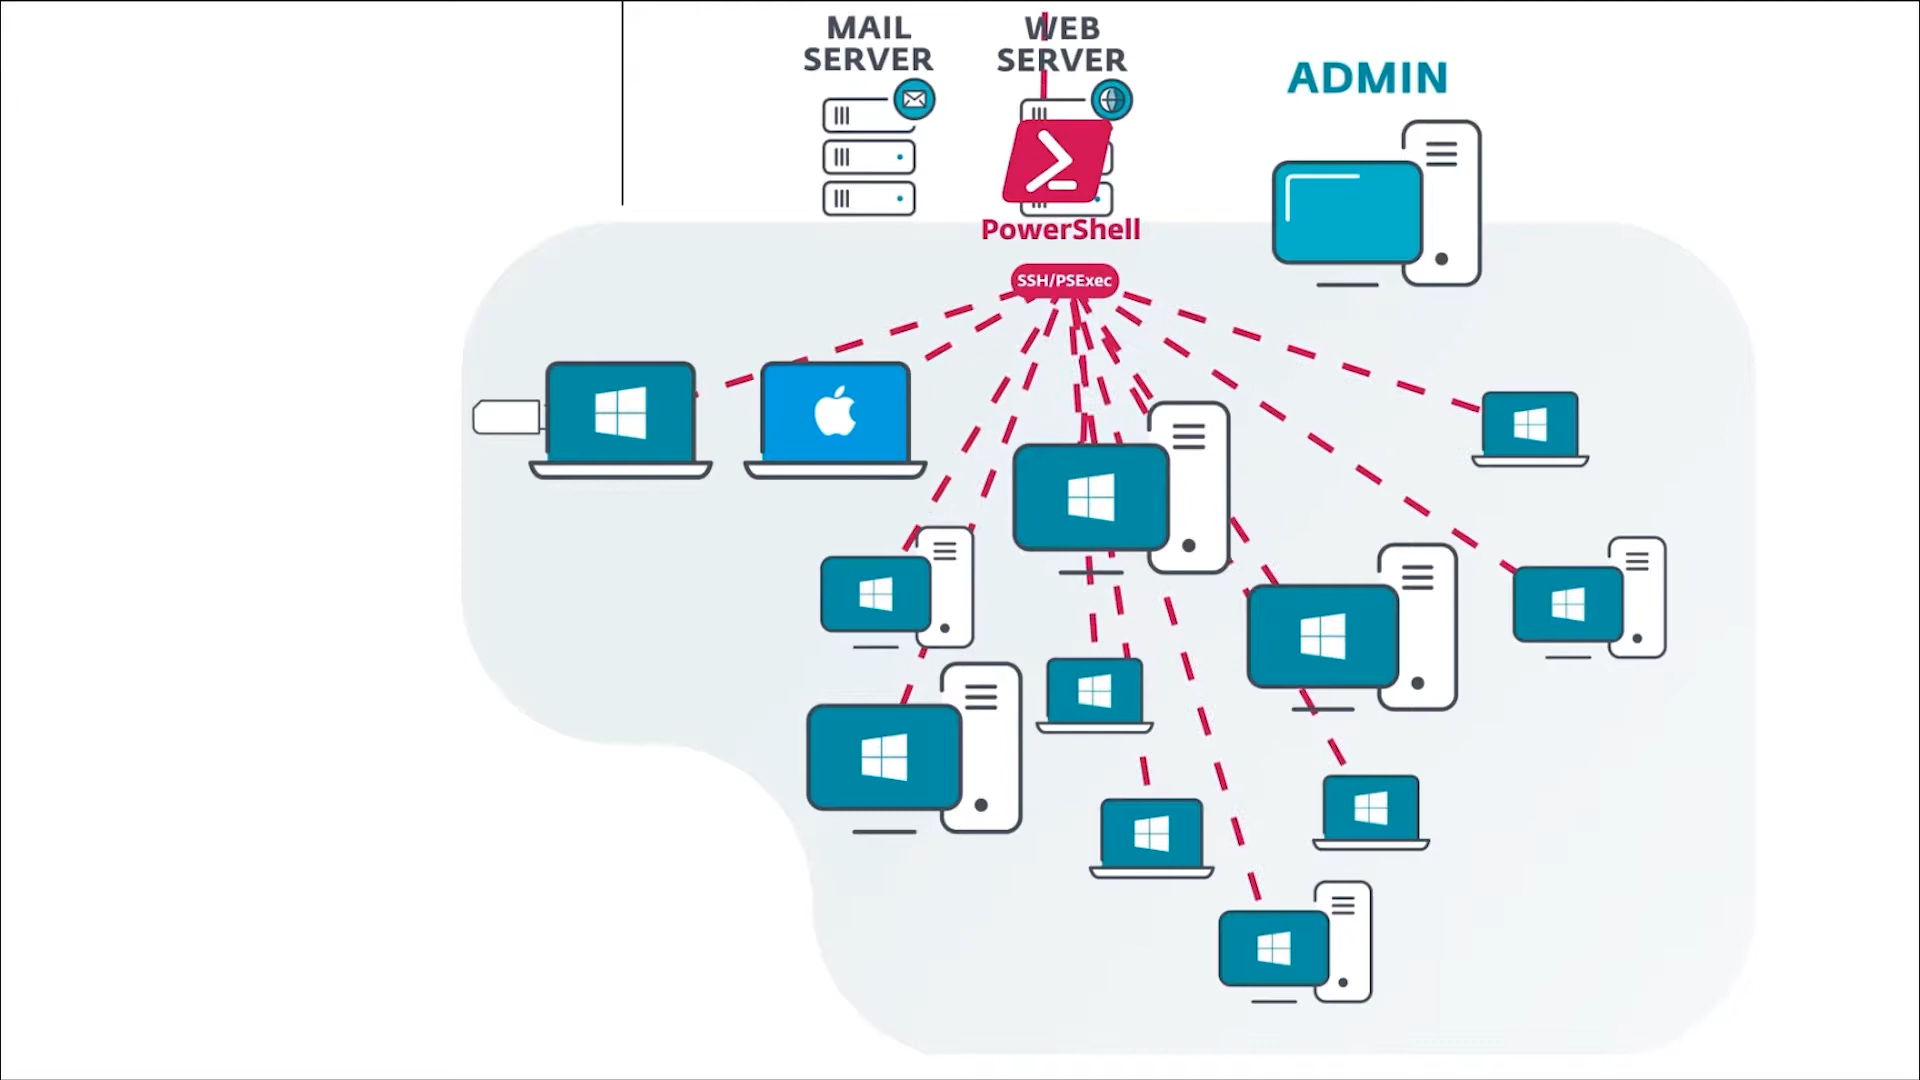 MAIL
SERVER
WEB
SERVER
ADMIN
PowerShell
SSH/PSExec